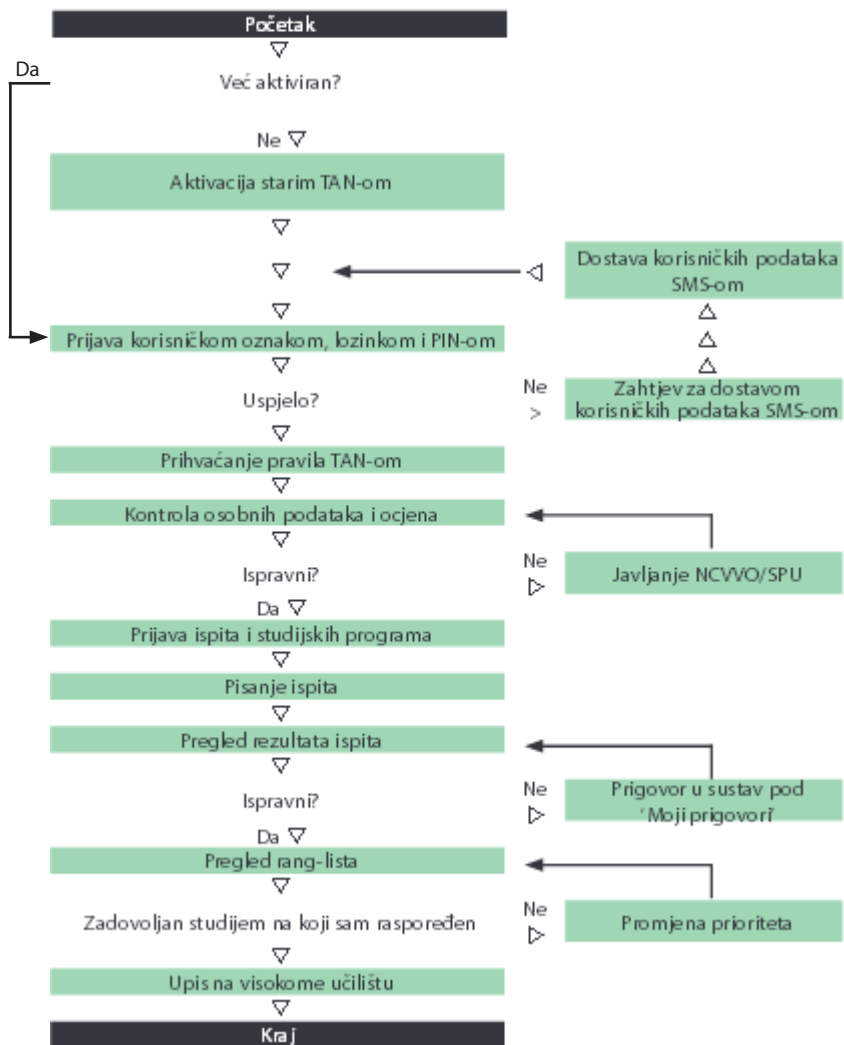 Početak
Da
Već aktiviran?
Ne
Aktivacija starim TAN-om
Dostava korisničkih podataka
SMS-om
Prijava korisničkom oznakom, lozinkom i PIN-om
Uspjelo?
Ne
>
Zahtjev za dostavom
korisničkih podataka SMS-om
Prihvaćanje pravila TAN-om
Kontrola osobnih podataka i ocjena
Ispravni?
Ne
Javljanje NCVVO/SPU
Da
Prijava ispita i studijskih programa
Pisanje ispita
Pregled rezultata ispita
Ispravni?
Ne
Prigovor u sustav pod
'Moji prigovori'
Da
Pregled rang-lista
Zadovoljan studijem na koji sam raspoređen
Ne
Promjena prioriteta
Upis na visokome učilištu
Kraj